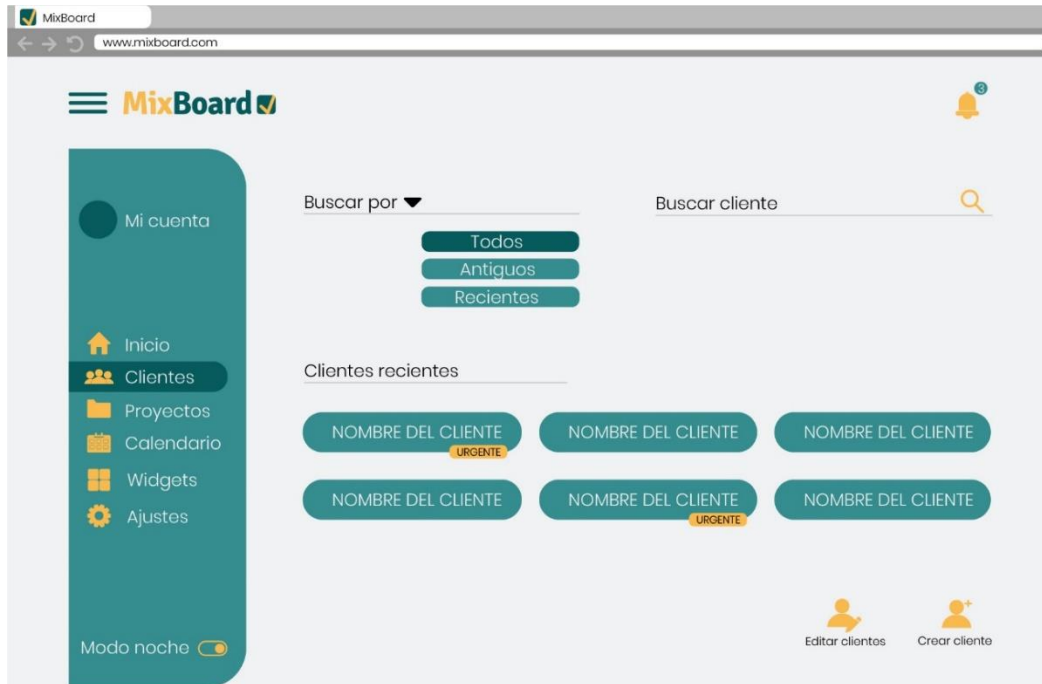 MixBoard
www.mixboard.com
MixBoard
3
Mi cuenta
Inicio
Clientes
Proyectos
Calendario
Widgets
Ajustes
Modo noche
Buscar por
Buscar cliente
Todos
Antiguos
Recientes
Clientes recientes
NOMBRE DEL CLIENTE
URGENTE
NOMBRE DEL CLIENTE
NOMBRE DEL CLIENTE
NOMBRE DEL CLIENTE
NOMBRE DEL CLIENTE
URGENTE
NOMBRE DEL CLIENTE
Editar clientes
Crear cliente